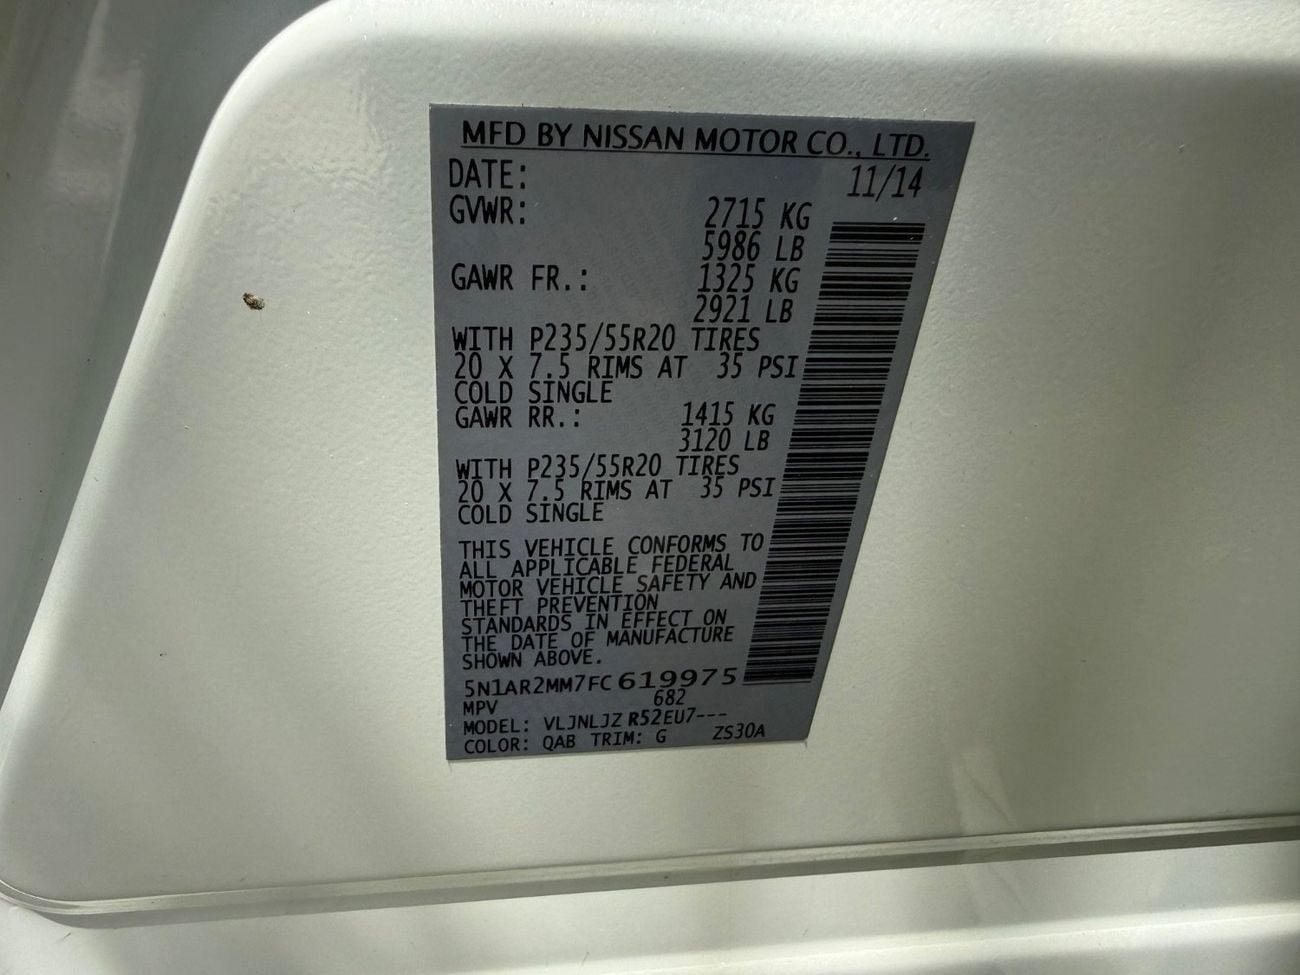 MFD BY NISSAN MOTOR CO., LTD.
DATE: 11/14
GVWR: 2715 KG
5986 LB
GAWR FR.: 1325 KG
2921 LB
WITH P235/55R20 TIRES
20 X 7.5 RIMS AT 35 PSI
COLD SINGLE
GAWR RR.: 1415 KG
3120 LB
WITH P235/55R20 TIRES
20 X 7.5 RIMS AT 35 PSI
COLD SINGLE
THIS VEHICLE CONFORMS TO
ALL APPLICABLE FEDERAL
MOTOR VEHICLE SAFETY AND
THEFT PREVENTION
STANDARDS IN EFFECT ON
THE DATE OF MANUFACTURE
SHOWN ABOVE.
5N1AR2MM7FC619975
MPV 682
MODEL: VLJNLJZ R52EU7---
COLOR: QAB TRIM: G ZS30A